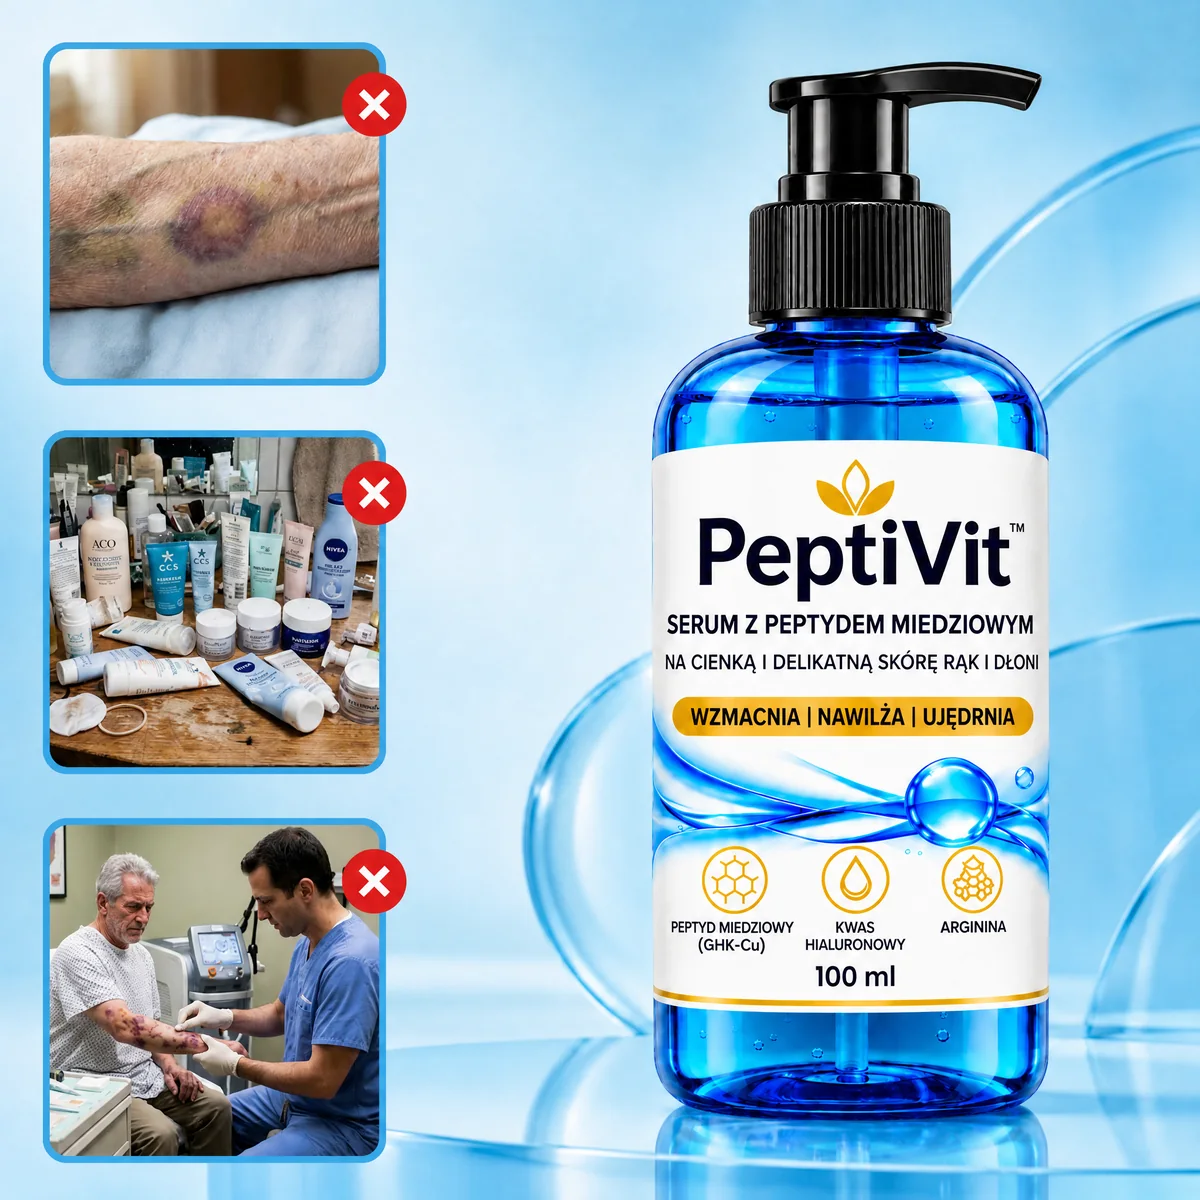 ACO
CCS
CCS
NIVEA
NIVEA
PeptiVit™
SERUM Z PEPTYDEM MIEDZIOWYM
NA CIENKĄ I DELIKATNĄ SKÓRĘ RĄK I DŁONI
WZMACNIA | NAWILŻA | UJĘDRNIA
PEPTYD MIEDZIOWY
(GHK-Cu)
KWAS
HIALURONOWY
ARGININA
100 ml